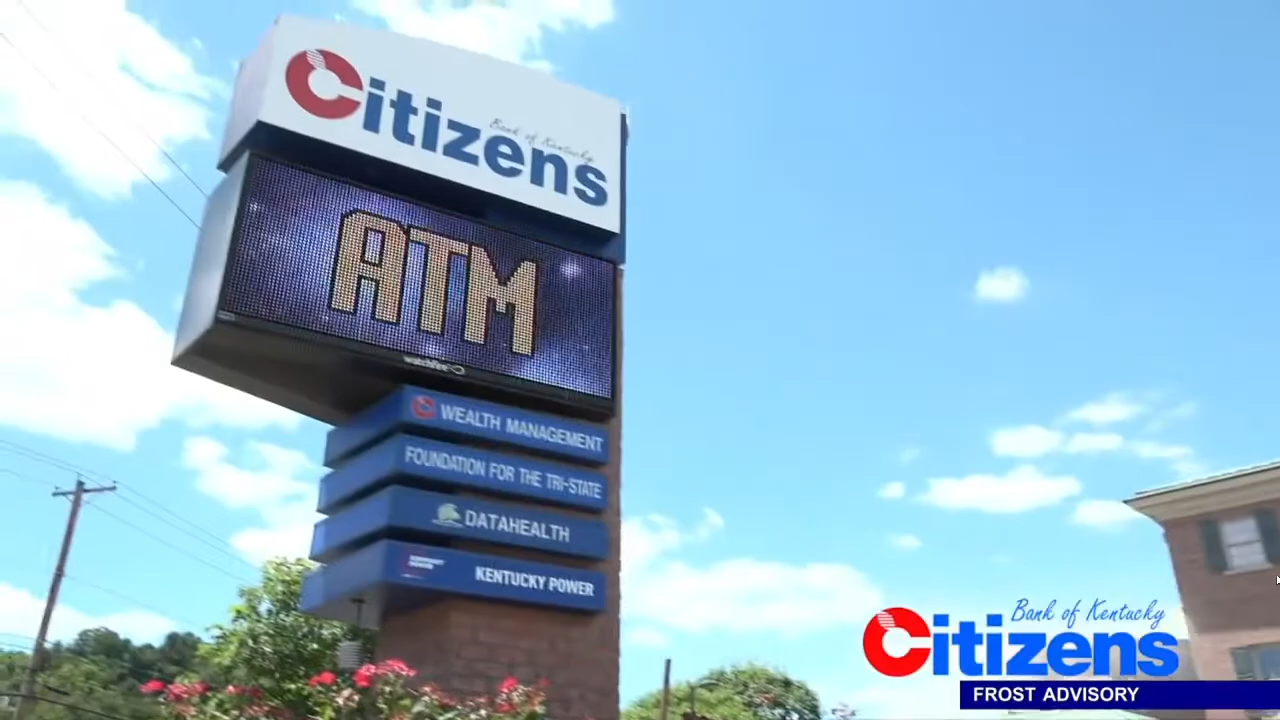 Citizens
Bank of Kentucky
ATM
watchfire
WEALTH MANAGEMENT
FOUNDATION FOR THE TRI-STATE
DATAHEALTH
KENTUCKY POWER
Bank of Kentucky
Citizens
FROST ADVISORY